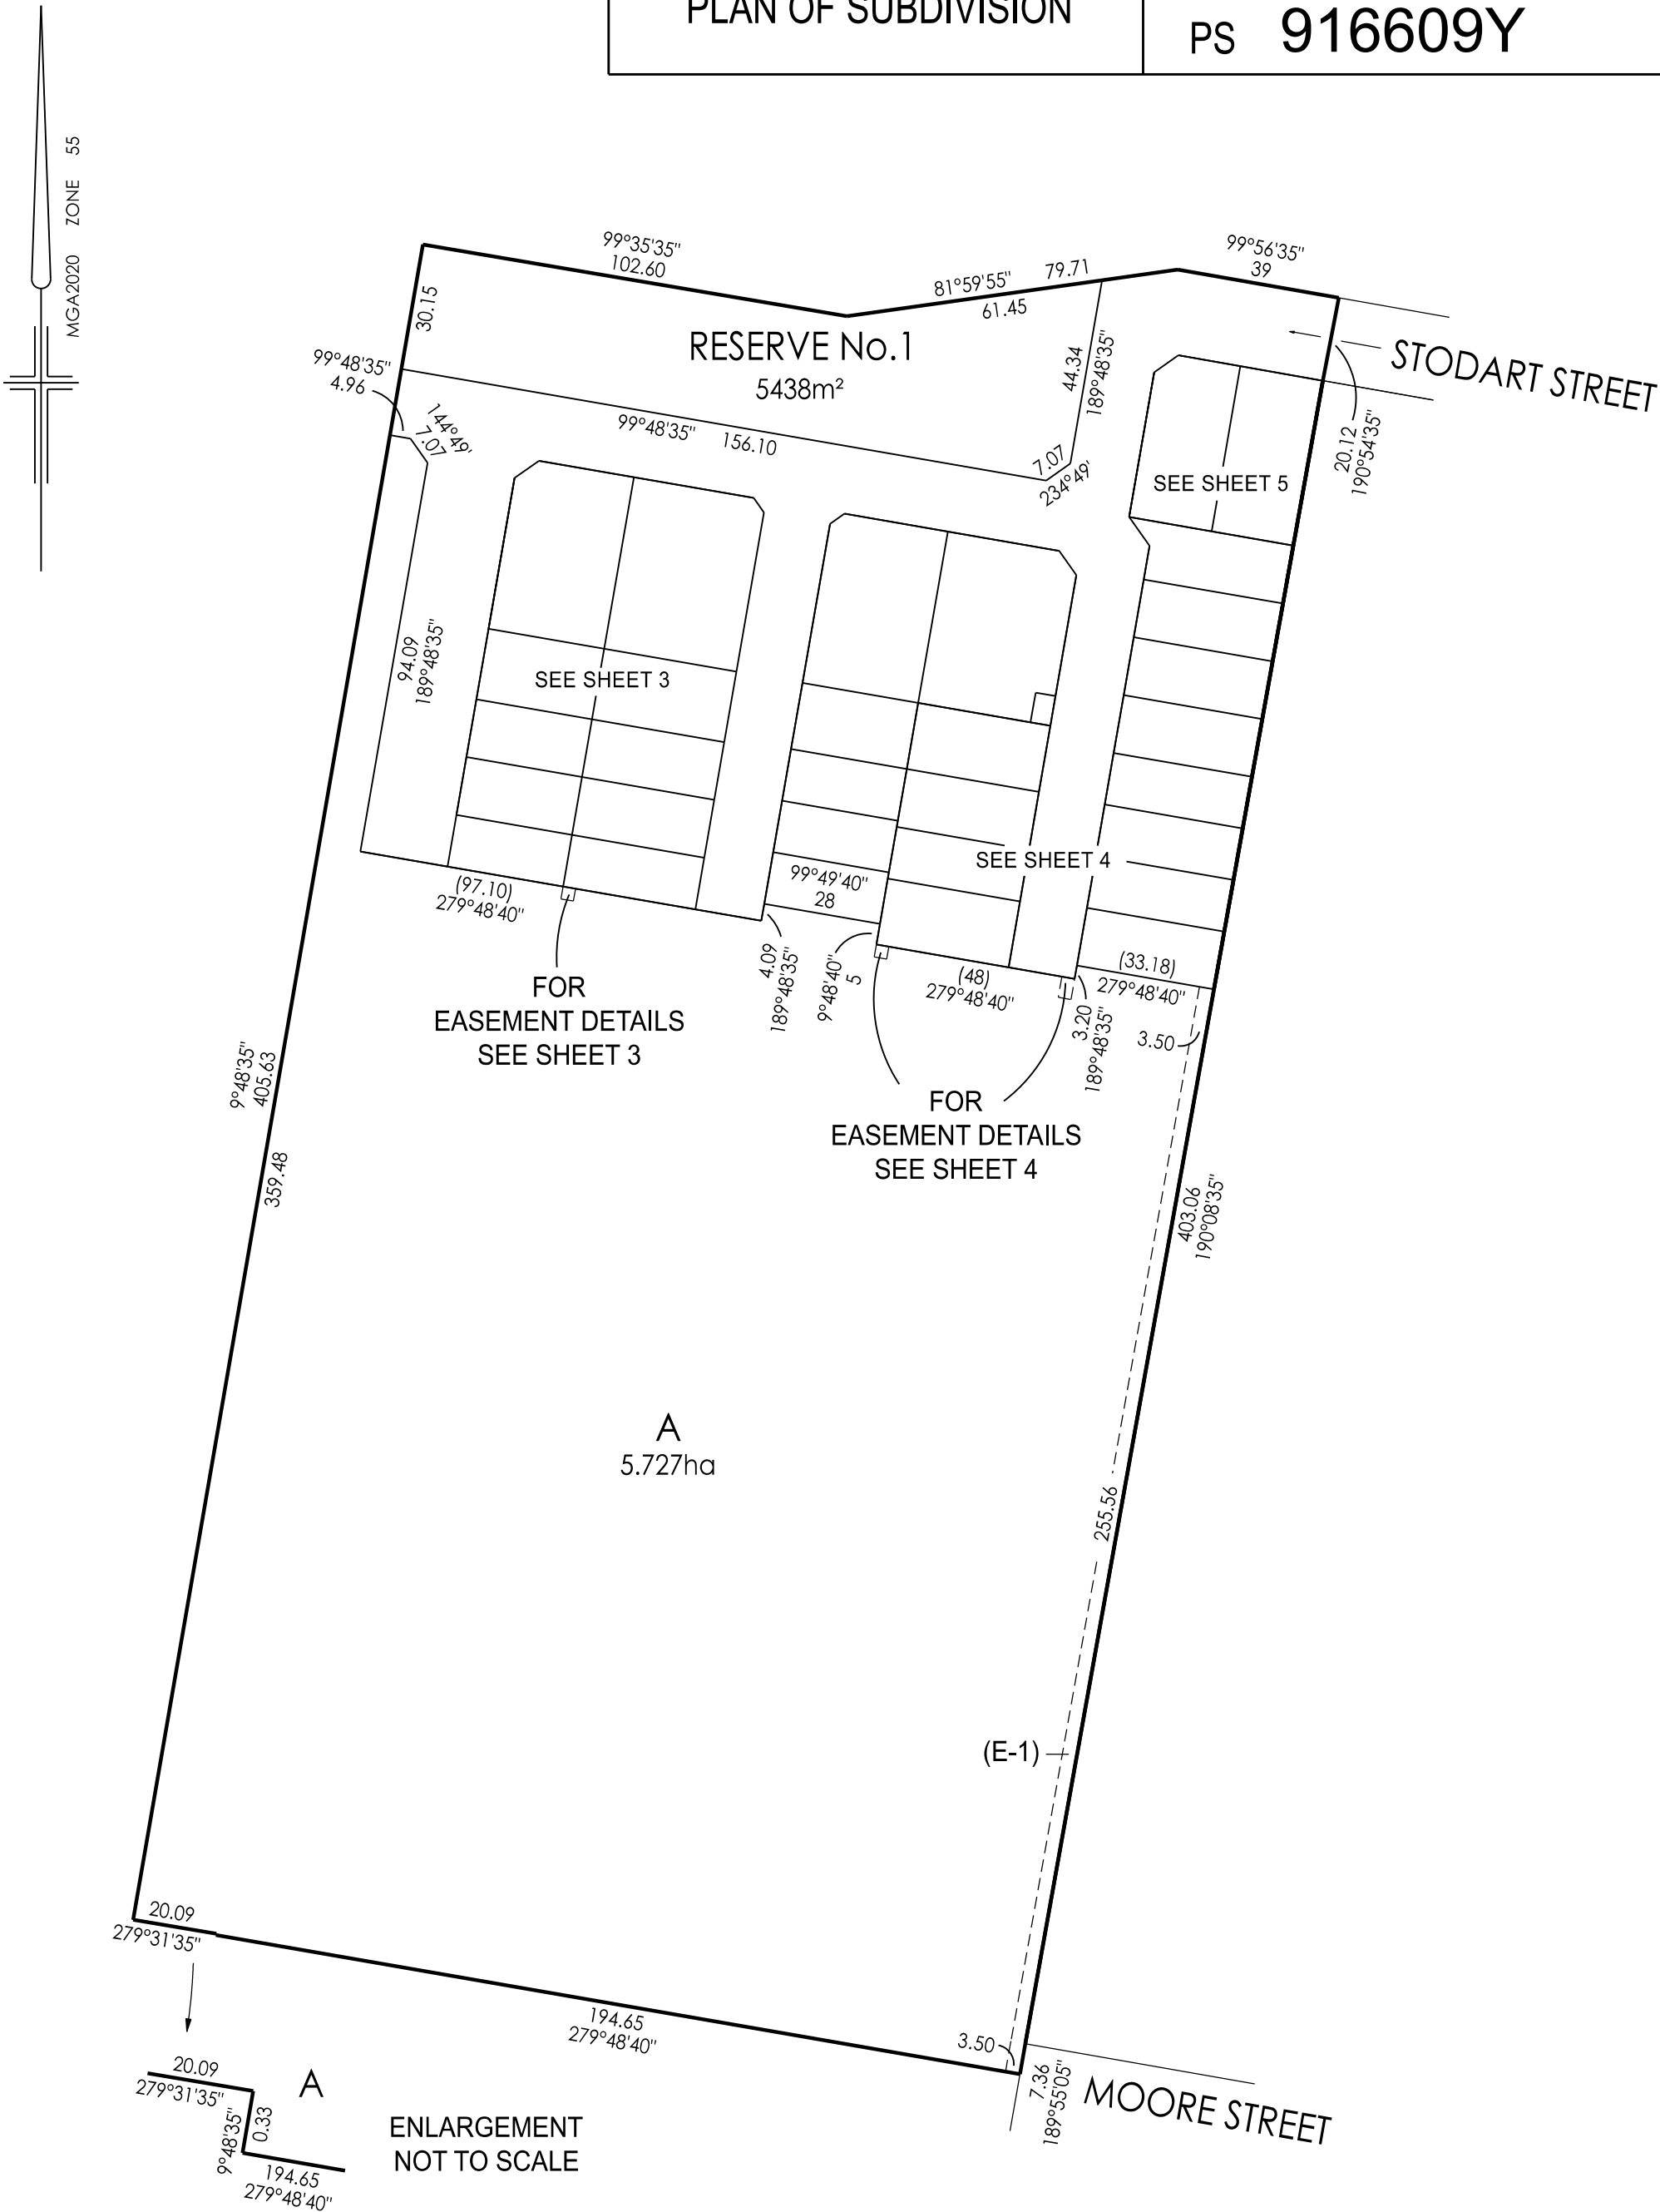 PLAN OF SUBDIVISION
PS 916609Y
MGA2020 ZONE 55
99°35'35"
102.60
81°59'55"
79.71
61.45
99°56'35"
39
30.15
RESERVE No.1
5438m²
44.34
189°48'35"
STODART STREET
20.12
190°54'35"
99°48'35"
4.96
144°49'
7.07
99°48'35" 156.10
7.07
234°49'
SEE SHEET 5
94.09
189°48'35"
SEE SHEET 3
SEE SHEET 4
99°49'40"
28
(97.10)
279°48'40"
4.09
189°48'35"
9°48'40"
5
(48)
279°48'40"
(33.18)
279°48'40"
3.20
189°48'35"
3.50
FOR
EASEMENT DETAILS
SEE SHEET 3
FOR
EASEMENT DETAILS
SEE SHEET 4
9°48'35"
405.63
359.48
403.06
190°08'35"
A
5.727ha
255.56
(E-1)
20.09
279°31'35"
194.65
279°48'40"
3.50
7.36
189°55'05"
MOORE STREET
20.09
279°31'35"
A
9°48'35"
0.33
194.65
279°48'40"
ENLARGEMENT
NOT TO SCALE